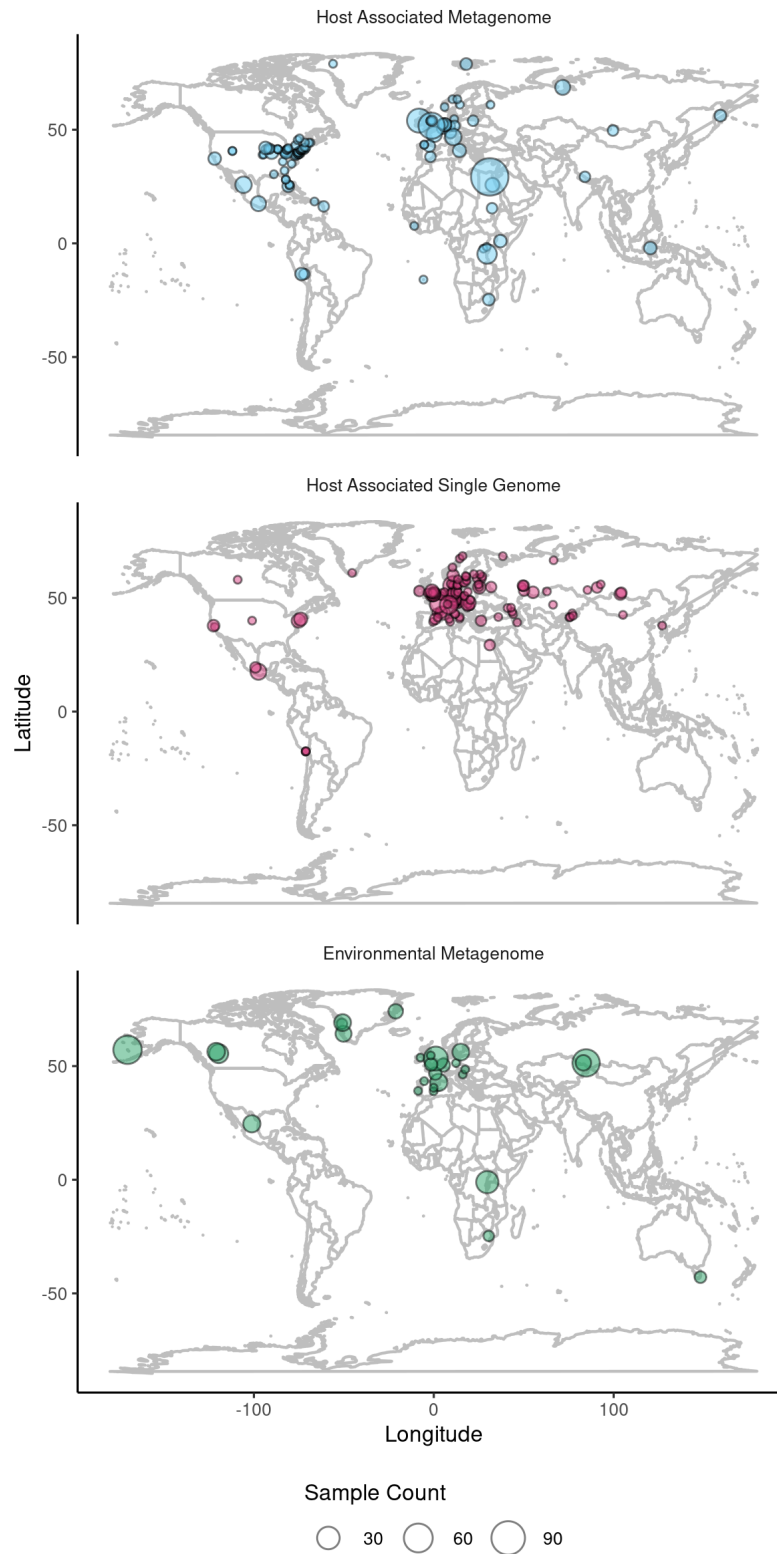 Host Associated Metagenome
50
0
-50
Host Associated Single Genome
50
0
-50
Latitude
Environmental Metagenome
50
0
-50
-100 0 100
Longitude
Sample Count
30 60 90